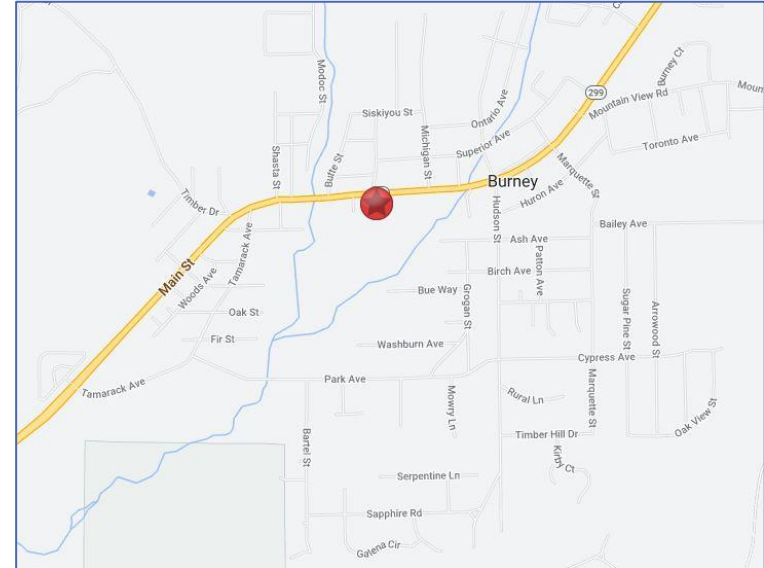 Modoc St
Burney Ct
299
Mountain View Rd
Moun
Siskiyou St
Ontario Ave
Michigan St
Superior Ave
Toronto Ave
Shasta St
Butte St
Marquette St
Burney
Huron Ave
Timber Dr
Hudson St
Bailey Ave
Tamarack Ave
Ash Ave
Patton Ave
Main St
Woods Ave
Birch Ave
Bue Way
Grogan St
Sugar Pine St
Arrowood St
Oak St
Fir St
Washburn Ave
Cypress Ave
Tamarack Ave
Park Ave
Mowry Ln
Rural Ln
Marquette St
Oak View St
Bartel St
Timber Hill Dr
Kirby Ct
Serpentine Ln
Sapphire Rd
Galena Cir